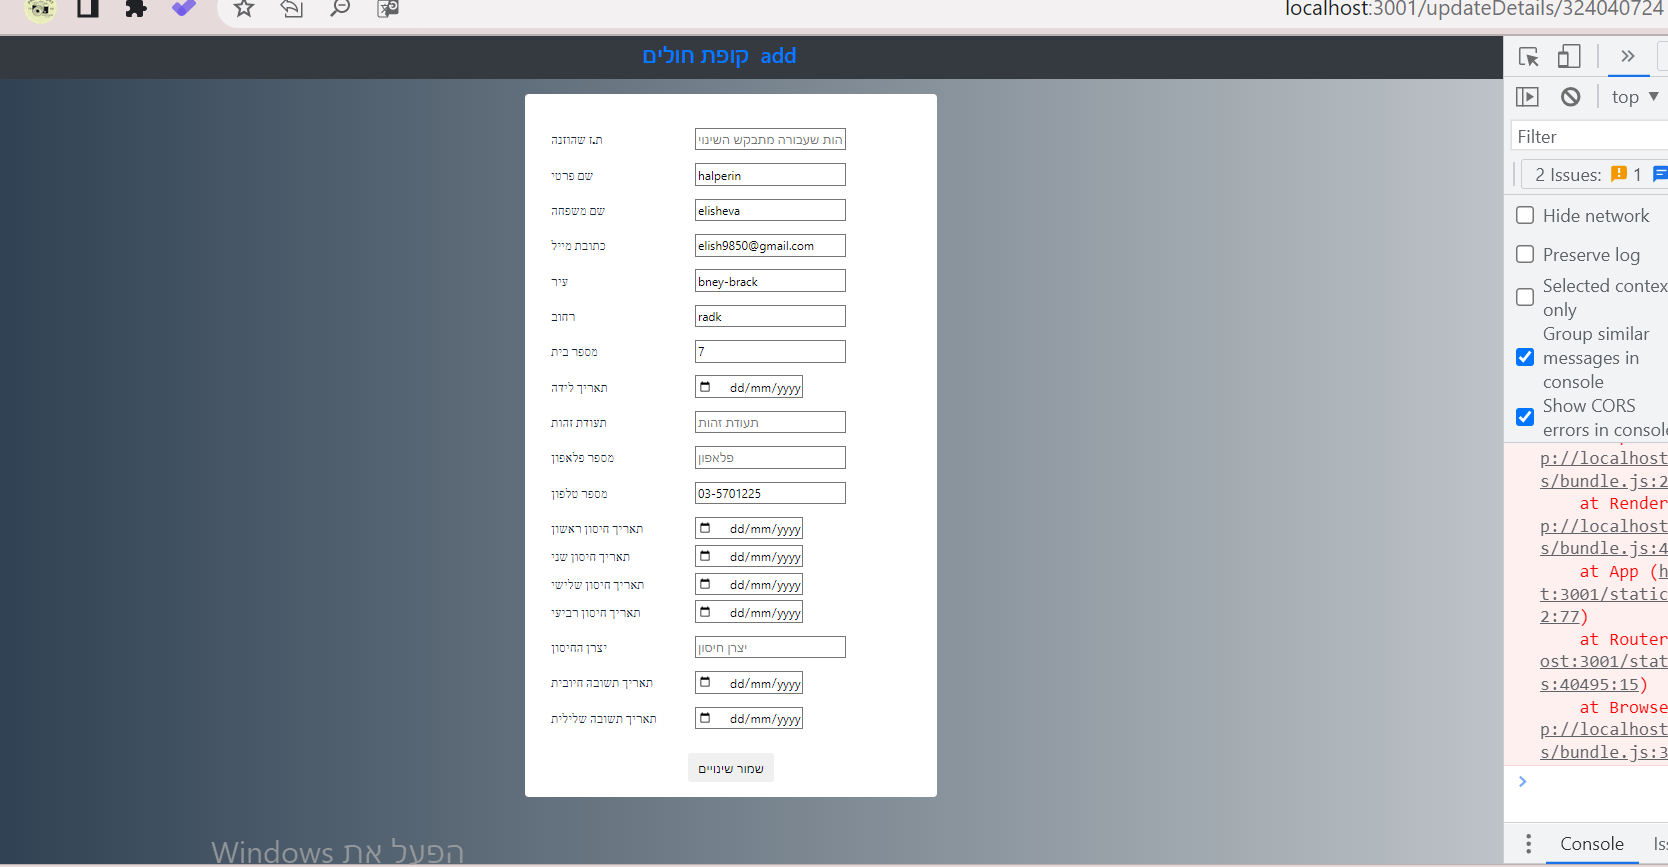 localhost:3001/updateDetails/324040724
קופת חולים add
ת.ז שהוזנה
הות שעבורה מתבקש השינוי
שם פרטי
halperin
שם משפחה
elisheva
כתובת מייל
elish9850@gmail.com
עיר
bney-brack
רחוב
radk
מספר בית
7
תאריך לידה
dd/mm/yyyy
תעודת זהות
תעודת זהות
מספר פלאפון
פלאפון
מספר טלפון
03-5701225
תאריך חיסון ראשון
dd/mm/yyyy
תאריך חיסון שני
dd/mm/yyyy
תאריך חיסון שלישי
dd/mm/yyyy
תאריך חיסון רביעי
dd/mm/yyyy
יצרן החיסון
יצרן חיסון
תאריך תשובה חיובית
dd/mm/yyyy
תאריך תשובה שלילית
dd/mm/yyyy
שמור שינויים
הפעל את Windows
top
Filter
2 Issues: 1
Hide network
Preserve log
Selected contex
only
Group similar
messages in
console
Show CORS
errors in console
p://localhost
s/bundle.js:2
at Render
p://localhost
s/bundle.js:4
at App (h
t:3001/static
2:77)
at Router
ost:3001/stat
s:40495:15)
at Browse
p://localhost
s/bundle.js:3
Console
Is